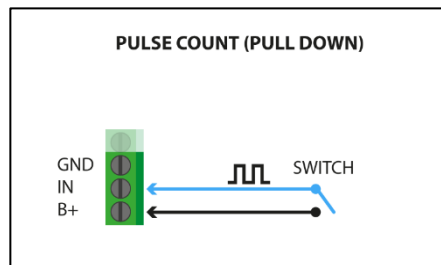 PULSE COUNT (PULL DOWN)
GND
IN
SWITCH
B+